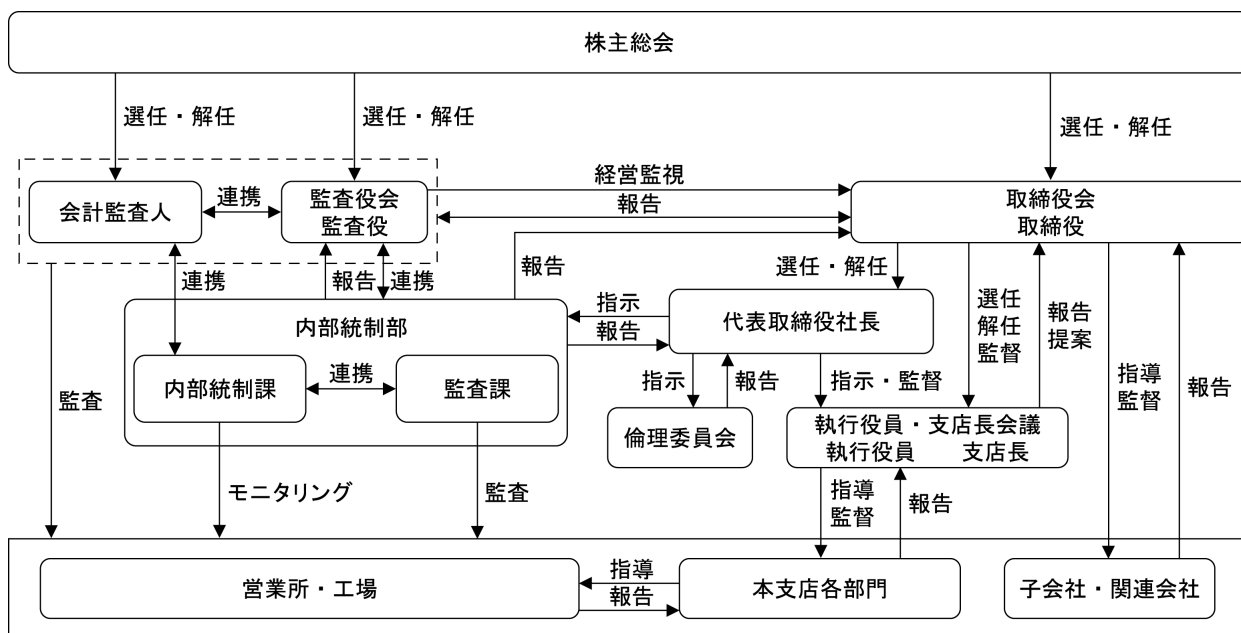 株主総会
選任・解任
選任・解任
選任・解任
会計監査人
連携
監査役会
監査役
経営監視
報告
取締役会
取締役
連携
報告
連携
報告
選任・解任
選任
解任
監督
報告
提案
指導
監督
報告
内部統制部
指示
報告
代表取締役社長
内部統制課
連携
監査課
監査
指示
報告
指示・監督
倫理委員会
執行役員・支店長会議
執行役員 支店長
モニタリング
監査
指導
監督
報告
営業所・工場
指導
報告
本支店各部門
子会社・関連会社